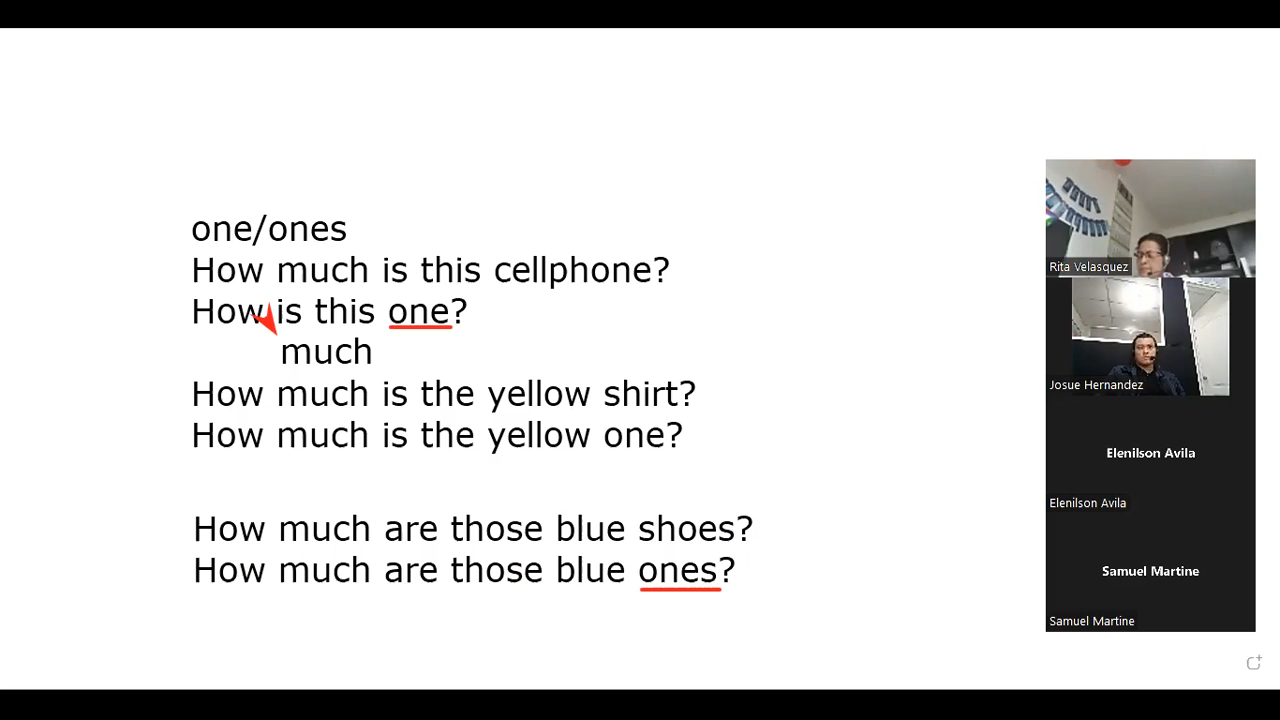 one/ones
How much is this cellphone?
How is this one?
much
How much is the yellow shirt?
How much is the yellow one?
How much are those blue shoes?
How much are those blue ones?
Rita Velasquez
Josue Hernandez
Elenilson Avila
Elenilson Avila
Samuel Martine
Samuel Martine